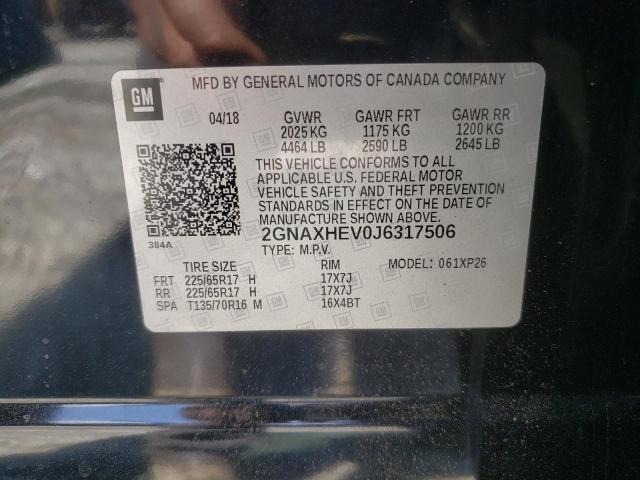 GM
MFD BY GENERAL MOTORS OF CANADA COMPANY
04/18 GVWR GAWR FRT GAWR RR
2025 KG 1175 KG 1200 KG
4464 LB 2590 LB 2645 LB
THIS VEHICLE CONFORMS TO ALL
APPLICABLE U.S. FEDERAL MOTOR
VEHICLE SAFETY AND THEFT PREVENTION
STANDARDS IN EFFECT ON THE DATE OF
MANUFACTURE SHOWN ABOVE.
384A
2GNAXHEV0J6317506
TYPE: M.P.V.
TIRE SIZE RIM MODEL: 061XP26
FRT 225/65R17 H 17X7J
RR 225/65R17 H 17X7J
SPA T135/70R16 M 16X4BT